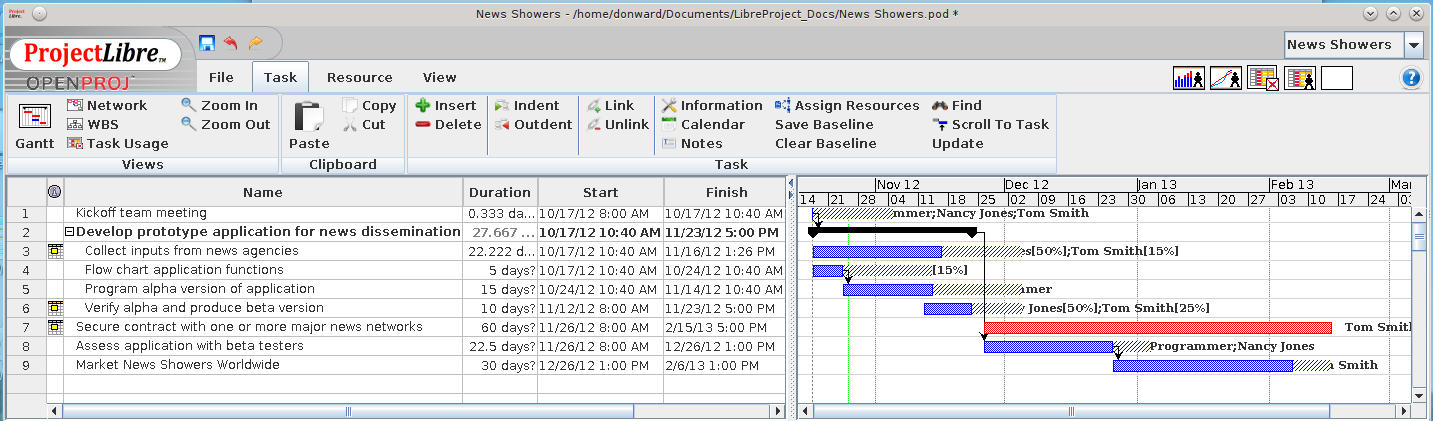 News Showers - /home/donward/Documents/LibreProject_Docs/News Showers.pod *
Project Libre.
ProjectLibre™
OPENPROJ
News Showers
File Task Resource View
Gantt
Network
WBS
Task Usage
Zoom In
Zoom Out
Views
Paste
Copy
Cut
Clipboard
Insert
Delete
Indent
Outdent
Link
Unlink
Information
Calendar
Notes
Assign Resources
Save Baseline
Clear Baseline
Find
Scroll To Task
Update
Task
Name Duration Start Finish
1 Kickoff team meeting 0.333 da... 10/17/12 8:00 AM 10/17/12 10:40 AM
2 Develop prototype application for news dissemination 27.667 ... 10/17/12 10:40 AM 11/23/12 5:00 PM
3 Collect inputs from news agencies 22.222 d... 10/17/12 10:40 AM 11/16/12 1:26 PM
4 Flow chart application functions 5 days? 10/17/12 10:40 AM 10/24/12 10:40 AM
5 Program alpha version of application 15 days? 10/24/12 10:40 AM 11/14/12 10:40 AM
6 Verify alpha and produce beta version 10 days? 11/12/12 8:00 AM 11/23/12 5:00 PM
7 Secure contract with one or more major news networks 60 days? 11/26/12 8:00 AM 2/15/13 5:00 PM
8 Assess application with beta testers 22.5 days? 11/26/12 8:00 AM 12/26/12 1:00 PM
9 Market News Showers Worldwide 30 days? 12/26/12 1:00 PM 2/6/13 1:00 PM
Nov 12 Dec 12 Jan 13 Feb 13 Mar
14 21 28 04 11 18 25 02 09 16 23 30 06 13 20 27 03 10 17 24 03
mmer;Nancy Jones;Tom Smith
s[50%];Tom Smith[15%]
[15%]
mer
Jones[50%];Tom Smith[25%]
Tom Smith
Programmer;Nancy Jones
Smith